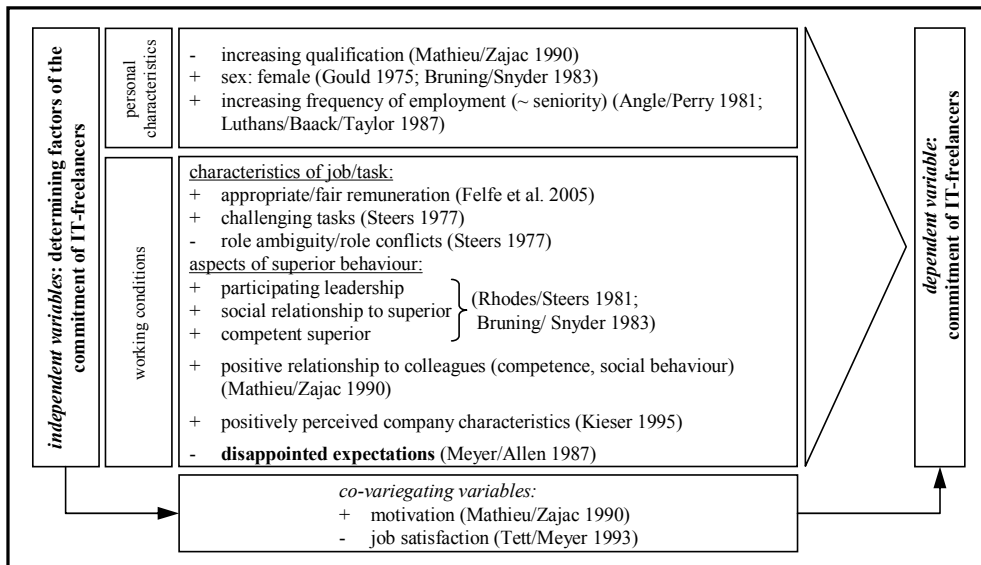 independent variables: determining factors of the
commitment of IT-freelancers
personal
characteristics
- increasing qualification (Mathieu/Zajac 1990)
+ sex: female (Gould 1975; Bruning/Snyder 1983)
+ increasing frequency of employment (~ seniority) (Angle/Perry 1981;
Luthans/Baack/Taylor 1987)
working conditions
characteristics of job/task:
+ appropriate/fair remuneration (Felfe et al. 2005)
+ challenging tasks (Steers 1977)
- role ambiguity/role conflicts (Steers 1977)
aspects of superior behaviour:
+ participating leadership
+ social relationship to superior
+ competent superior
(Rhodes/Steers 1981;
Bruning/ Snyder 1983)
+ positive relationship to colleagues (competence, social behaviour)
(Mathieu/Zajac 1990)
+ positively perceived company characteristics (Kieser 1995)
- disappointed expectations (Meyer/Allen 1987)
co-variegating variables:
+ motivation (Mathieu/Zajac 1990)
- job satisfaction (Tett/Meyer 1993)
dependent variable:
commitment of IT-freelancers